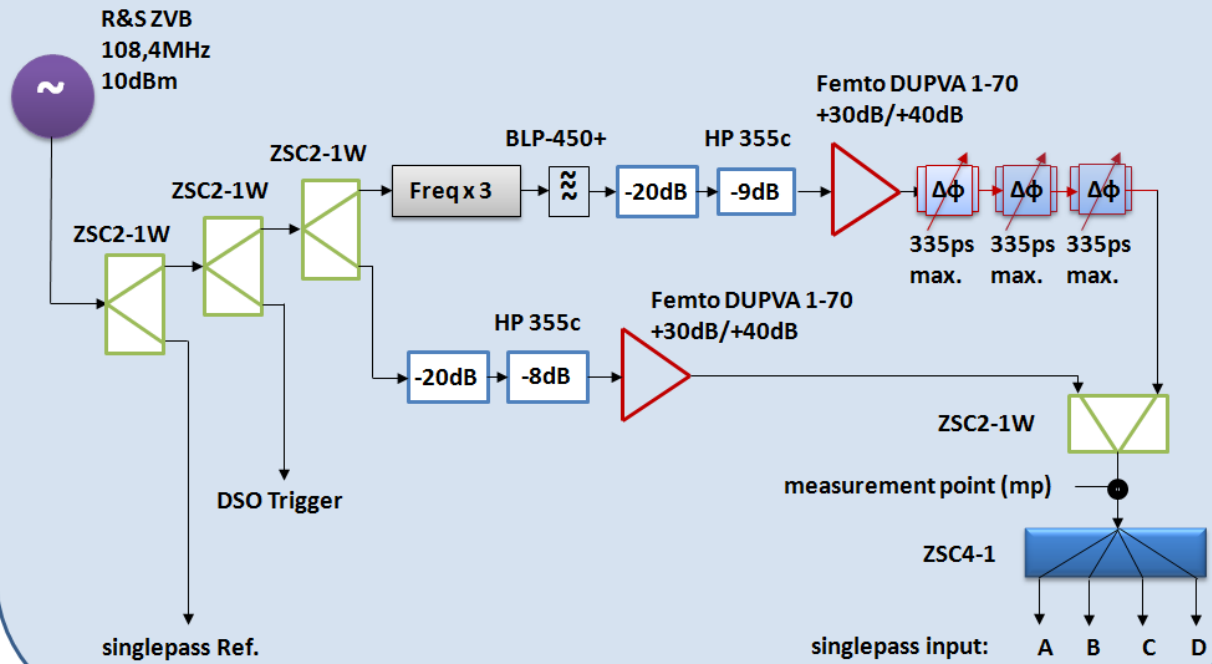 R&S ZVB
108,4MHz
10dBm
~
ZSC2-1W
ZSC2-1W
ZSC2-1W
Freq x 3
BLP-450+
-20dB
HP 355c
-9dB
Femto DUPVA 1-70
+30dB/+40dB
Δϕ
Δϕ
Δϕ
335ps
max.
335ps
max.
335ps
max.
-20dB
HP 355c
-8dB
Femto DUPVA 1-70
+30dB/+40dB
ZSC2-1W
DSO Trigger
measurement point (mp)
ZSC4-1
singlepass Ref.
singlepass input: A B C D